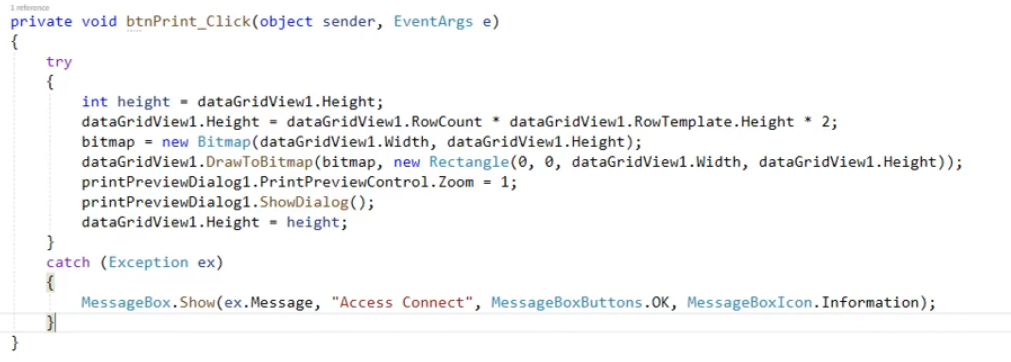 1 reference
private void btnPrint_Click(object sender, EventArgs e)
{
try
{
int height = dataGridView1.Height;
dataGridView1.Height = dataGridView1.RowCount * dataGridView1.RowTemplate.Height * 2;
bitmap = new Bitmap(dataGridView1.Width, dataGridView1.Height);
dataGridView1.DrawToBitmap(bitmap, new Rectangle(0, 0, dataGridView1.Width, dataGridView1.Height));
printPreviewDialog1.PrintPreviewControl.Zoom = 1;
printPreviewDialog1.ShowDialog();
dataGridView1.Height = height;
}
catch (Exception ex)
{
MessageBox.Show(ex.Message, "Access Connect", MessageBoxButtons.OK, MessageBoxIcon.Information);
}
}